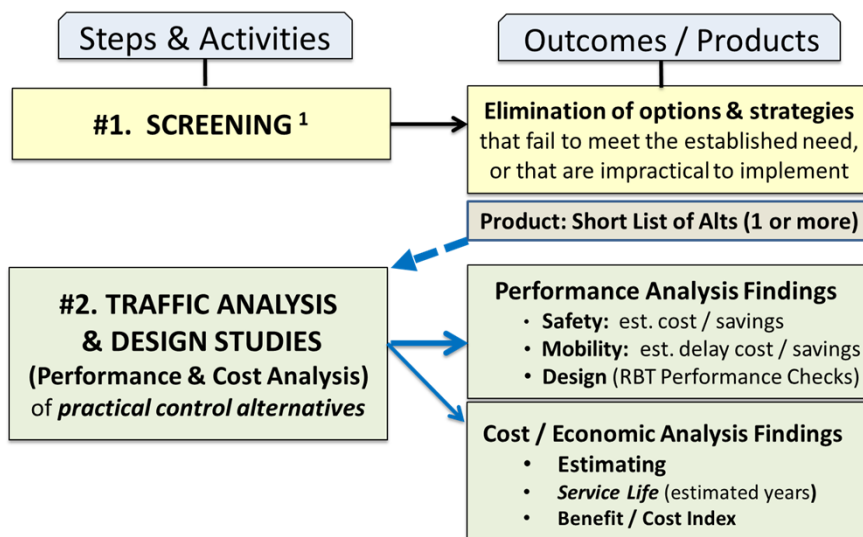 Steps & Activities
Outcomes / Products
#1. SCREENING 1
Elimination of options & strategies
that fail to meet the established need,
or that are impractical to implement
Product: Short List of Alts (1 or more)
#2. TRAFFIC ANALYSIS
& DESIGN STUDIES
(Performance & Cost Analysis)
of practical control alternatives
Performance Analysis Findings
• Safety: est. cost / savings
• Mobility: est. delay cost / savings
• Design (RBT Performance Checks)
Cost / Economic Analysis Findings
• Estimating
• Service Life (estimated years)
• Benefit / Cost Index